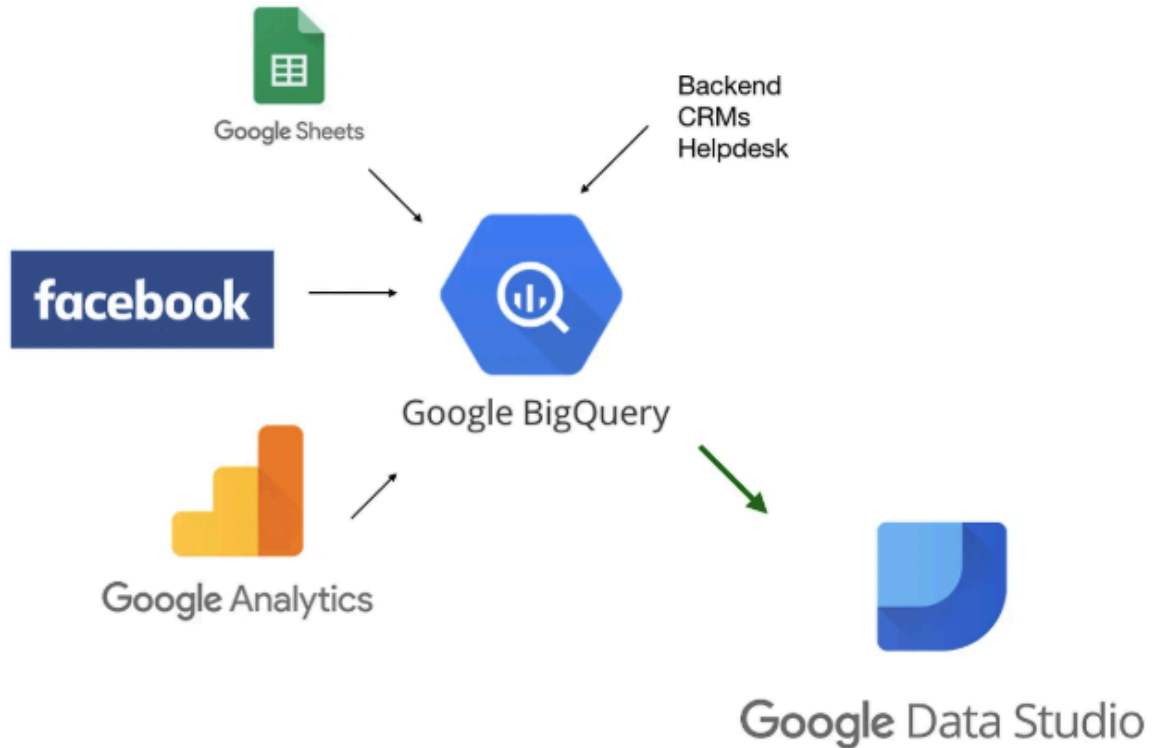 Google Sheets
Backend
CRMs
Helpdesk
facebook
Google BigQuery
Google Analytics
Google Data Studio